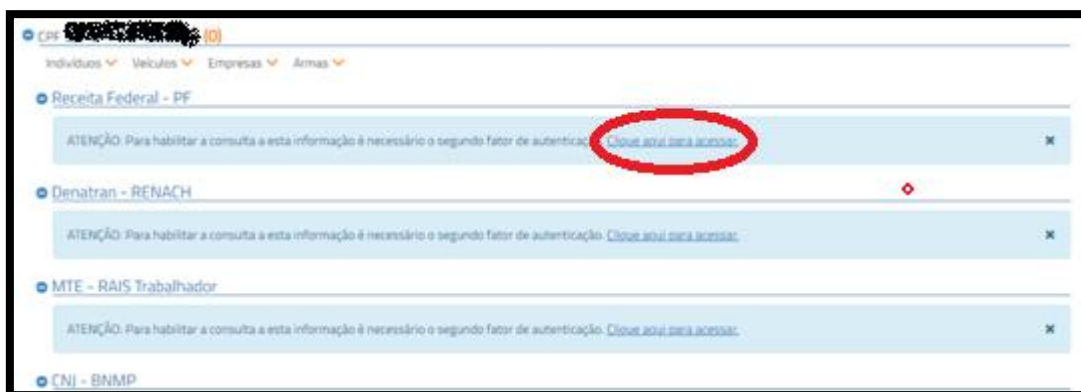 CPF (0)
Indivíduos Veículos Empresas Armas
Receita Federal - PF
ATENÇÃO: Para habilitar a consulta a esta informação é necessário o segundo fator de autenticação. Clique aqui para acessar.
Denatran - RENACH
ATENÇÃO: Para habilitar a consulta a esta informação é necessário o segundo fator de autenticação. Clique aqui para acessar.
MTE - RAIS Trabalhador
ATENÇÃO: Para habilitar a consulta a esta informação é necessário o segundo fator de autenticação. Clique aqui para acessar.
CNJ - BNMP